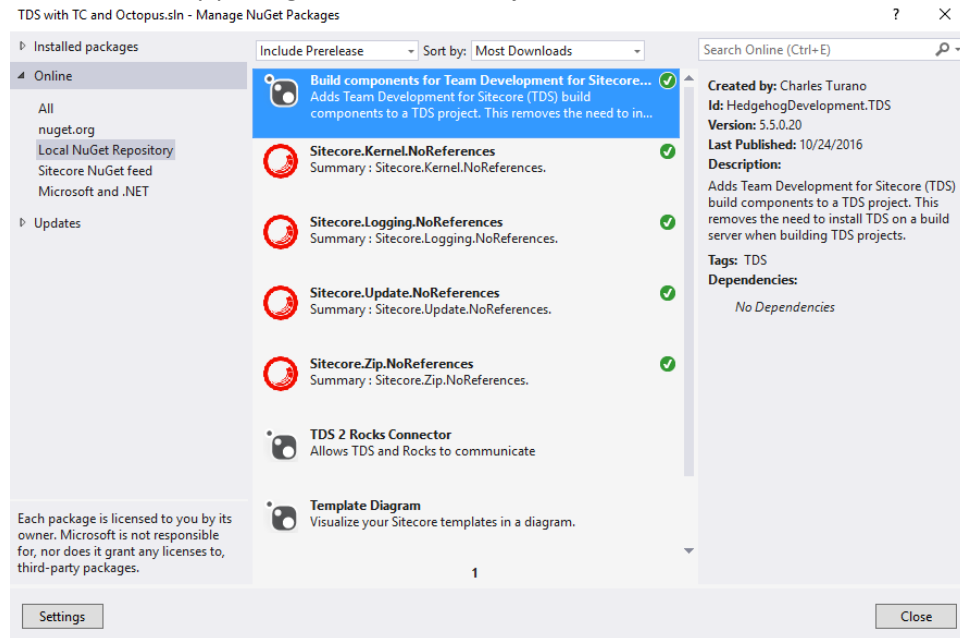 TDS with TC and Octopus.sln - Manage NuGet Packages
Installed packages
Online
All
nuget.org
Local NuGet Repository
Sitecore NuGet feed
Microsoft and .NET
Updates
Each package is licensed to you by its
owner. Microsoft is not responsible
for, nor does it grant any licenses to,
third-party packages.
Include Prerelease
Sort by: Most Downloads
Build components for Team Development for Sitecore...
Adds Team Development for Sitecore (TDS) build
components to a TDS project. This removes the need to in...
Sitecore.Kernel.NoReferences
Summary : Sitecore.Kernel.NoReferences.
Sitecore.Logging.NoReferences
Summary : Sitecore.Logging.NoReferences.
Sitecore.Update.NoReferences
Summary : Sitecore.Update.NoReferences.
Sitecore.Zip.NoReferences
Summary : Sitecore.Zip.NoReferences.
TDS 2 Rocks Connector
Allows TDS and Rocks to communicate
Template Diagram
Visualize your Sitecore templates in a diagram.
1
Search Online (Ctrl+E)
Created by: Charles Turano
Id: HedgehogDevelopment.TDS
Version: 5.5.0.20
Last Published: 10/24/2016
Description:
Adds Team Development for Sitecore (TDS)
build components to a TDS project. This
removes the need to install TDS on a build
server when building TDS projects.
Tags: TDS
Dependencies:
No Dependencies
Settings
Close